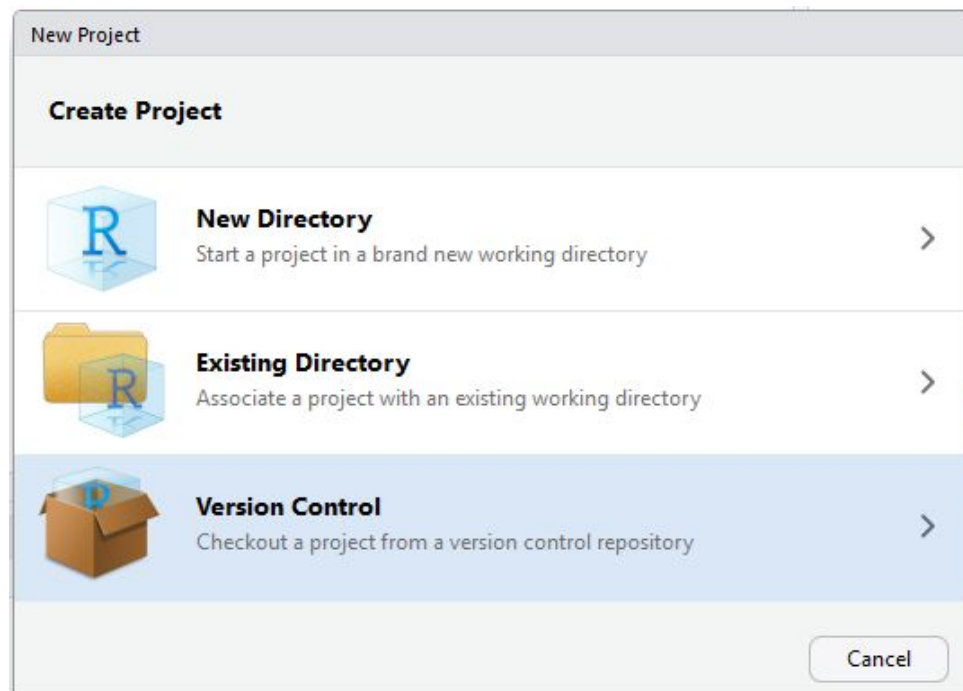 New Project
Create Project
R
New Directory
Start a project in a brand new working directory
R
Existing Directory
Associate a project with an existing working directory
R
Version Control
Checkout a project from a version control repository
Cancel